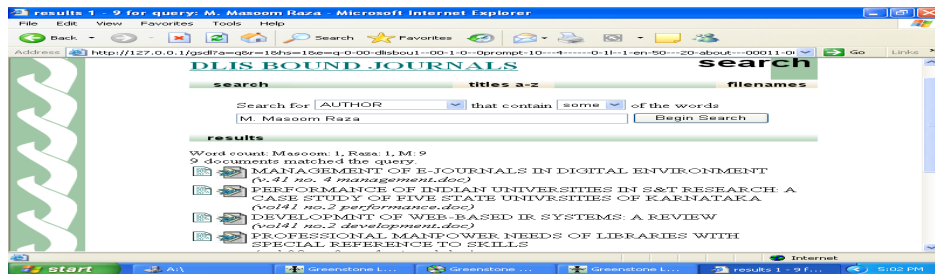 results 1 - 9 for query: M. Masoom Raza - Microsoft Internet Explorer
File Edit View Favorites Tools Help
Back Search Favorites
Address Go Links
DLIS BOUND JOURNALS search
search titles a-z filenames
Search for AUTHOR that contain some of the words
M. Masoom Raza Begin Search
results
Word count: Masoom: 1, Raza: 1, M: 9
9 documents matched the query.
MANAGEMENT OF E-JOURNALS IN DIGITAL ENVIRONMENT
(v.41 no. 4 management.doc)
PERFORMANCE OF INDIAN UNIVERSITIES IN S&T RESEARCH: A
CASE STUDY OF FIVE STATE UNIVRSITIES OF KARNATAKA
(vol41 no.2 performance.doc)
DEVELOPMNT OF WEB-BASED IR SYSTEMS: A REVIEW
(vol41 no.2 development.doc)
PROFESSIONAL MANPOWER NEEDS OF LIBRARIES WITH
SPECIAL REFERENCE TO SKILLS
Internet
start A:\ Greenstone L... Greenstone ... Greenstone L... results 1 - 9 f... 5:02 PM